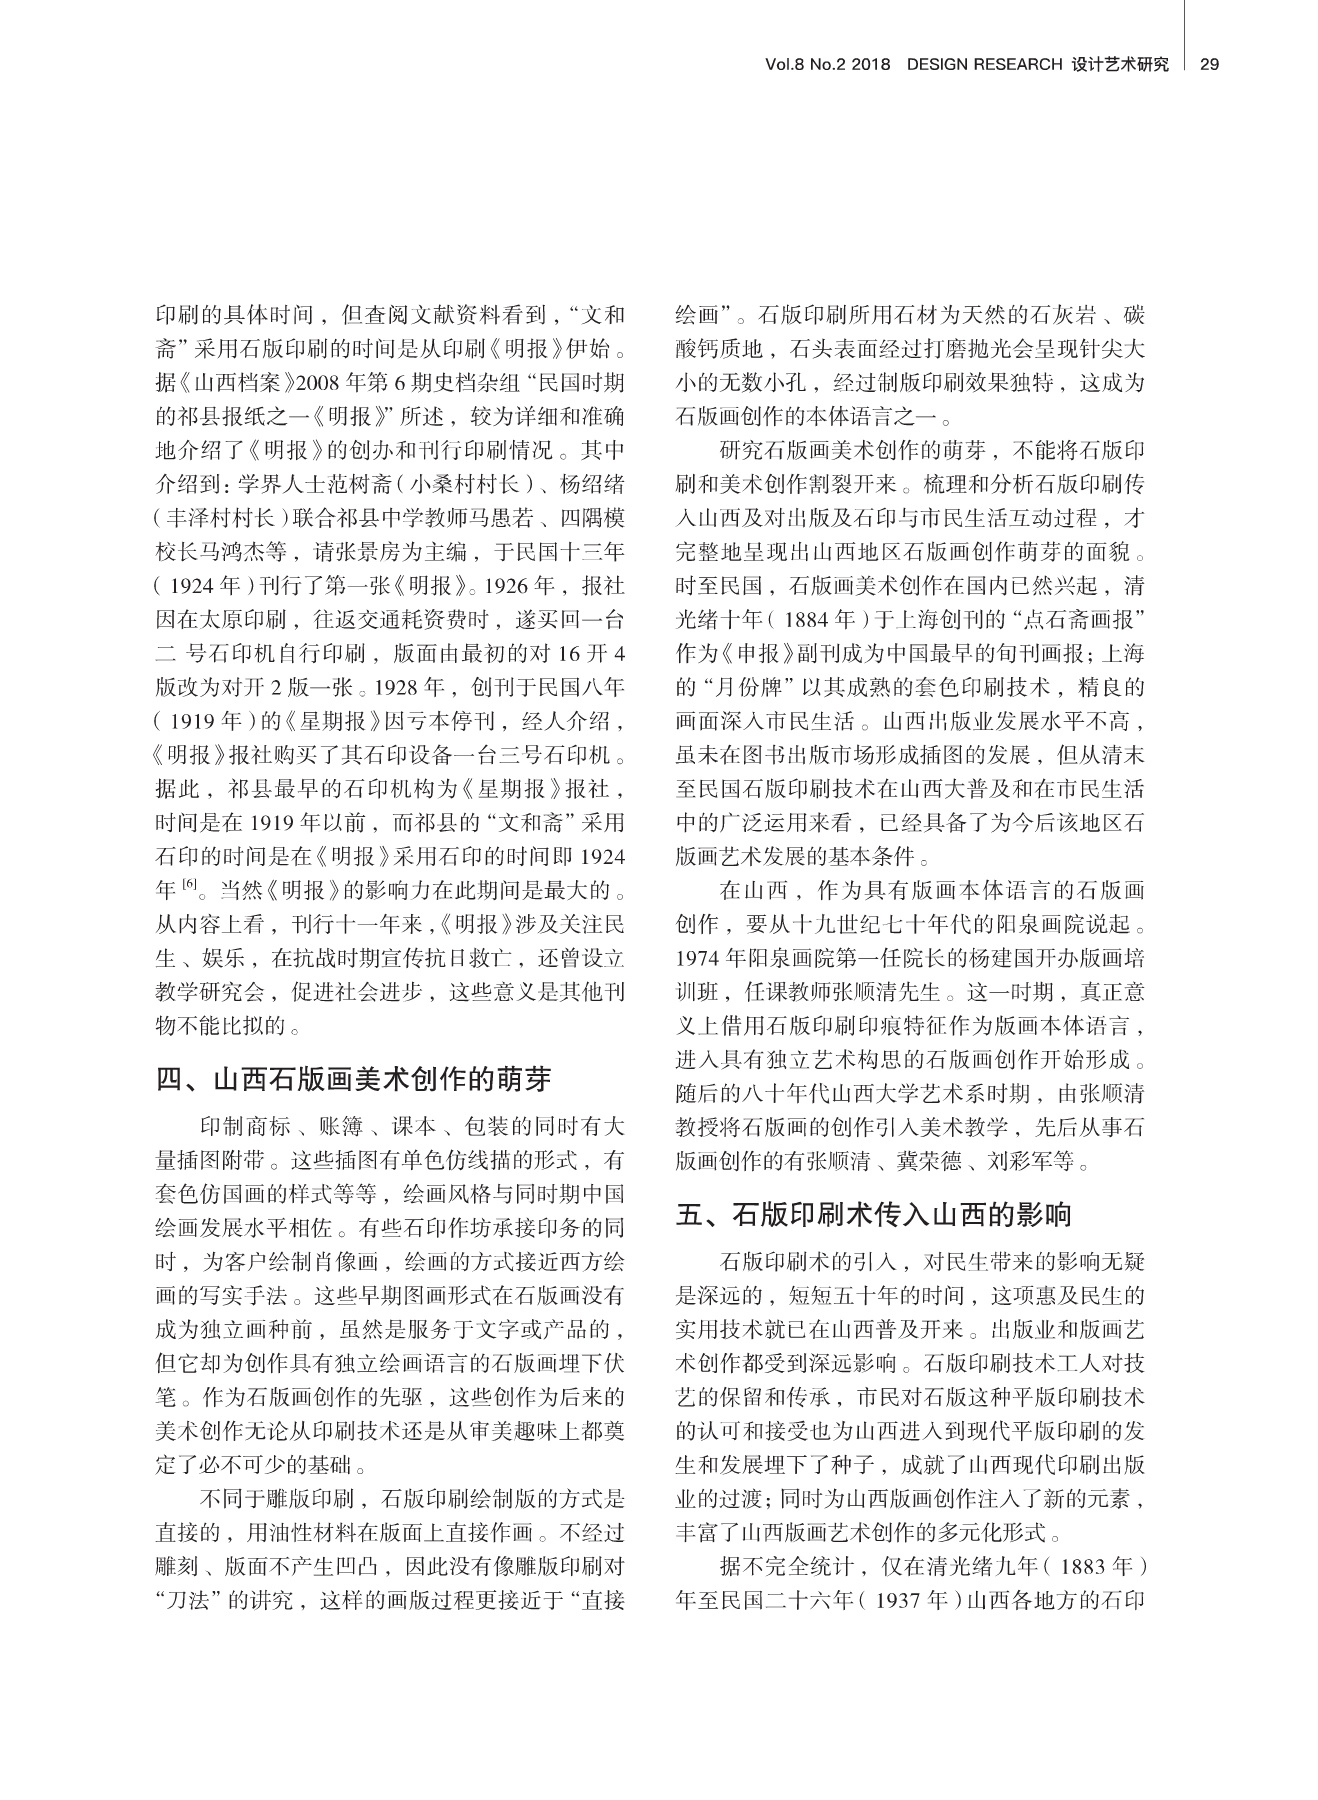 Vol.8 No.2 2018 DESIGN RESEARCH 设计艺术研究 29
印刷的具体时间，但查阅文献资料看到，“文和
斋”采用石版印刷的时间是从印刷《明报》伊始。
据《山西档案》2008 年第 6 期史档杂组“民国时期
的祁县报纸之一《明报》”所述，较为详细和准确
地介绍了《明报》的创办和刊行印刷情况。其中
介绍到：学界人士范树斋（小桑村村长）、杨绍绪
（丰泽村村长）联合祁县中学教师马愚若、四隅模
校长马鸿杰等，请张景房为主编，于民国十三年
（1924 年）刊行了第一张《明报》。1926 年，报社
因在太原印刷，往返交通耗资费时，遂买回一台
二 号石印机自行印刷，版面由最初的对 16 开 4
版改为对开 2 版一张。1928 年，创刊于民国八年
（1919 年）的《星期报》因亏本停刊，经人介绍，
《明报》报社购买了其石印设备一台三号石印机。
据此，祁县最早的石印机构为《星期报》报社，
时间是在 1919 年以前，而祁县的“文和斋”采用
石印的时间是在《明报》采用石印的时间即 1924
年 [6]。当然《明报》的影响力在此期间是最大的。
从内容上看，刊行十一年来，《明报》涉及关注民
生、娱乐，在抗战时期宣传抗日救亡，还曾设立
教学研究会，促进社会进步，这些意义是其他刊
物不能比拟的。
四、山西石版画美术创作的萌芽
印制商标、账簿、课本、包装的同时有大
量插图附带。这些插图有单色仿线描的形式，有
套色仿国画的样式等等，绘画风格与同时期中国
绘画发展水平相佐。有些石印作坊承接印务的同
时，为客户绘制肖像画，绘画的方式接近西方绘
画的写实手法。这些早期图画形式在石版画没有
成为独立画种前，虽然是服务于文字或产品的，
但它却为创作具有独立绘画语言的石版画埋下伏
笔。作为石版画创作的先驱，这些创作为后来的
美术创作无论从印刷技术还是从审美趣味上都奠
定了必不可少的基础。
不同于雕版印刷，石版印刷绘制版的方式是
直接的，用油性材料在版面上直接作画。不经过
雕刻、版面不产生凹凸，因此没有像雕版印刷对
“刀法”的讲究，这样的画版过程更接近于“直接
绘画”。石版印刷所用石材为天然的石灰岩、碳
酸钙质地，石头表面经过打磨抛光会呈现针尖大
小的无数小孔，经过制版印刷效果独特，这成为
石版画创作的本体语言之一。
研究石版画美术创作的萌芽，不能将石版印
刷和美术创作割裂开来。梳理和分析石版印刷传
入山西及对出版及石印与市民生活互动过程，才
完整地呈现出山西地区石版画创作萌芽的面貌。
时至民国，石版画美术创作在国内已然兴起，清
光绪十年（1884 年）于上海创刊的“点石斋画报”
作为《申报》副刊成为中国最早的旬刊画报；上海
的“月份牌”以其成熟的套色印刷技术，精良的
画面深入市民生活。山西出版业发展水平不高，
虽未在图书出版市场形成插图的发展，但从清末
至民国石版印刷技术在山西大普及和在市民生活
中的广泛运用来看，已经具备了为今后该地区石
版画艺术发展的基本条件。
在山西，作为具有版画本体语言的石版画
创作，要从十九世纪七十年代的阳泉画院说起。
1974 年阳泉画院第一任院长的杨建国开办版画培
训班，任课教师张顺清先生。这一时期，真正意
义上借用石版印刷印痕特征作为版画本体语言，
进入具有独立艺术构思的石版画创作开始形成。
随后的八十年代山西大学艺术系时期，由张顺清
教授将石版画的创作引入美术教学，先后从事石
版画创作的有张顺清、冀荣德、刘彩军等。
五、石版印刷术传入山西的影响
石版印刷术的引入，对民生带来的影响无疑
是深远的，短短五十年的时间，这项惠及民生的
实用技术就已在山西普及开来。出版业和版画艺
术创作都受到深远影响。石版印刷技术工人对技
艺的保留和传承，市民对石版这种平版印刷技术
的认可和接受也为山西进入到现代平版印刷的发
生和发展埋下了种子，成就了山西现代印刷出版
业的过渡；同时为山西版画创作注入了新的元素，
丰富了山西版画艺术创作的多元化形式。
据不完全统计，仅在清光绪九年（1883 年）
年至民国二十六年（1937 年）山西各地方的石印